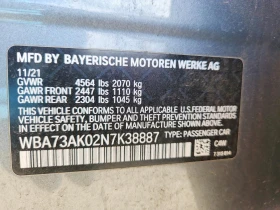 MFD BY BAYERISCHE MOTOREN WERKE AG
11/21
GVWR 4564 lbs 2070 kg
GAWR FRONT 2447 lbs 1110 kg
GAWR REAR 2304 lbs 1045 kg
THIS VEHICLE CONFORMS TO ALL
APPLICABLE U.S. FEDERAL MOTOR
VEHICLE SAFETY, BUMPER, AND THEFT
PREVENTION STANDARDS IN EFFECT ON THE
DATE OF MANUFACTURE SHOWN ABOVE.
WBA73AK02N7K38887 TYPE: PASSENGER CAR